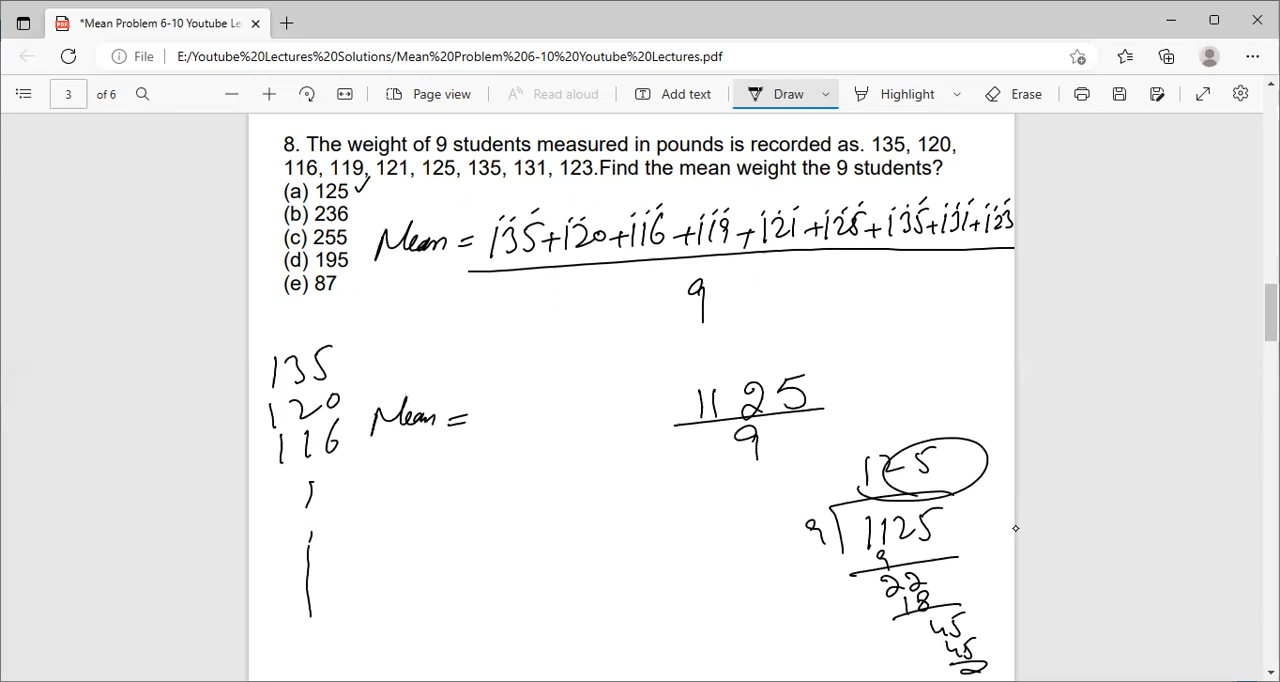 *Mean Problem 6-10 Youtube Le
File E:/Youtube%20Lectures%20Solutions/Mean%20Problem%206-10%20Youtube%20Lectures.pdf
3 of 6 Page view Read aloud Add text Draw Highlight Erase
8. The weight of 9 students measured in pounds is recorded as. 135, 120,
116, 119, 121, 125, 135, 131, 123.Find the mean weight the 9 students?
(a) 125 ✓
(b) 236
(c) 255
(d) 195
(e) 87
Mean = 135+120+116+119+121+125+135+131+123
9
135
120
116
Mean = 1125
9
125
9 1125
9
22
18
45
45